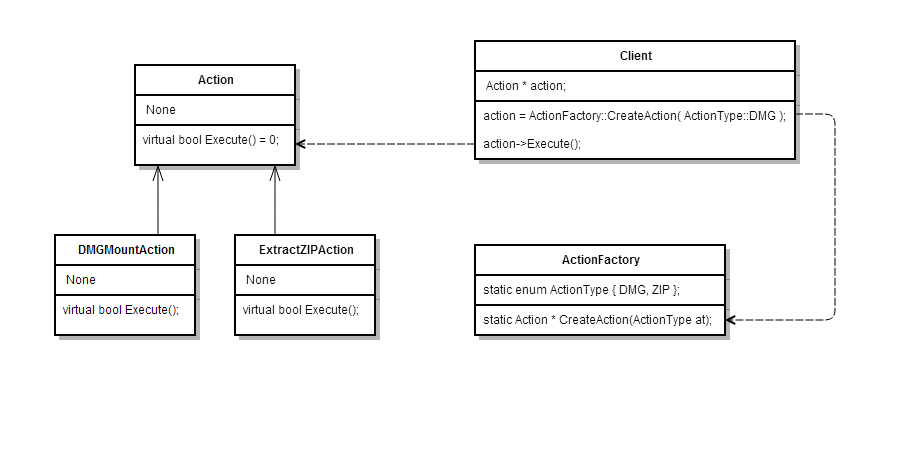 Action
None
virtual bool Execute() = 0;
Client
Action * action;
action = ActionFactory::CreateAction( ActionType::DMG );
action->Execute();
DMGMountAction
None
virtual bool Execute();
ExtractZIPAction
None
virtual bool Execute();
ActionFactory
static enum ActionType { DMG, ZIP };
static Action * CreateAction(ActionType at);